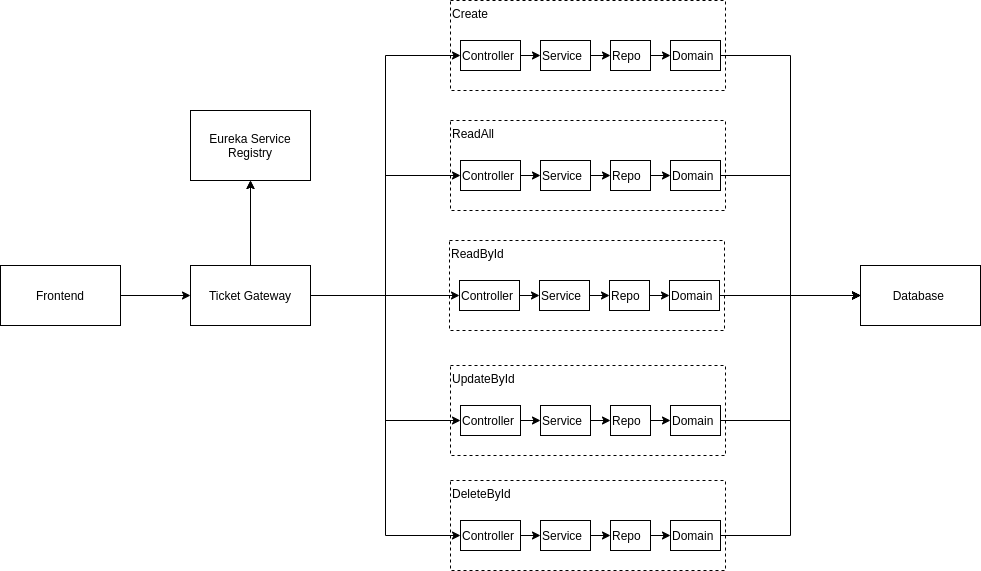 Create
Controller
Service
Repo
Domain
ReadAll
Controller
Service
Repo
Domain
Eureka Service
Registry
ReadById
Frontend
Ticket Gateway
Controller
Service
Repo
Domain
Database
UpdateById
Controller
Service
Repo
Domain
DeleteById
Controller
Service
Repo
Domain